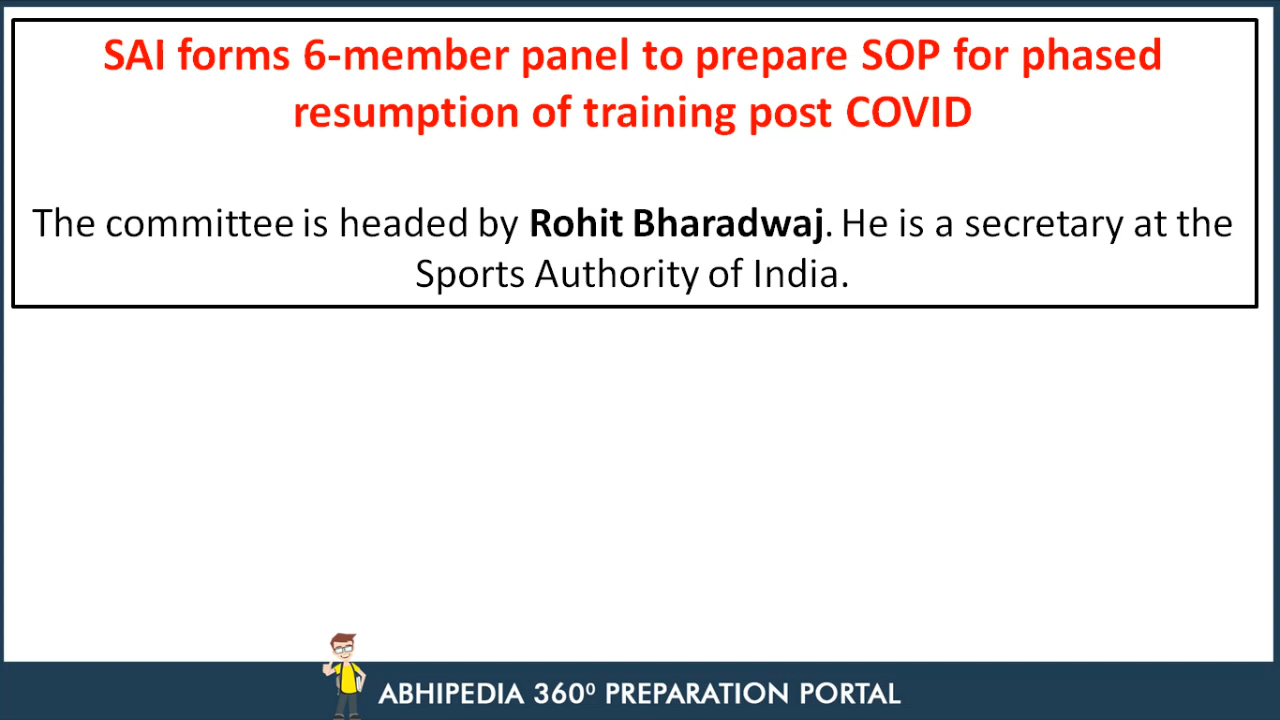 SAI forms 6-member panel to prepare SOP for phased
resumption of training post COVID
The committee is headed by Rohit Bharadwaj. He is a secretary at the
Sports Authority of India.
ABHIPEDIA 360⁰ PREPARATION PORTAL